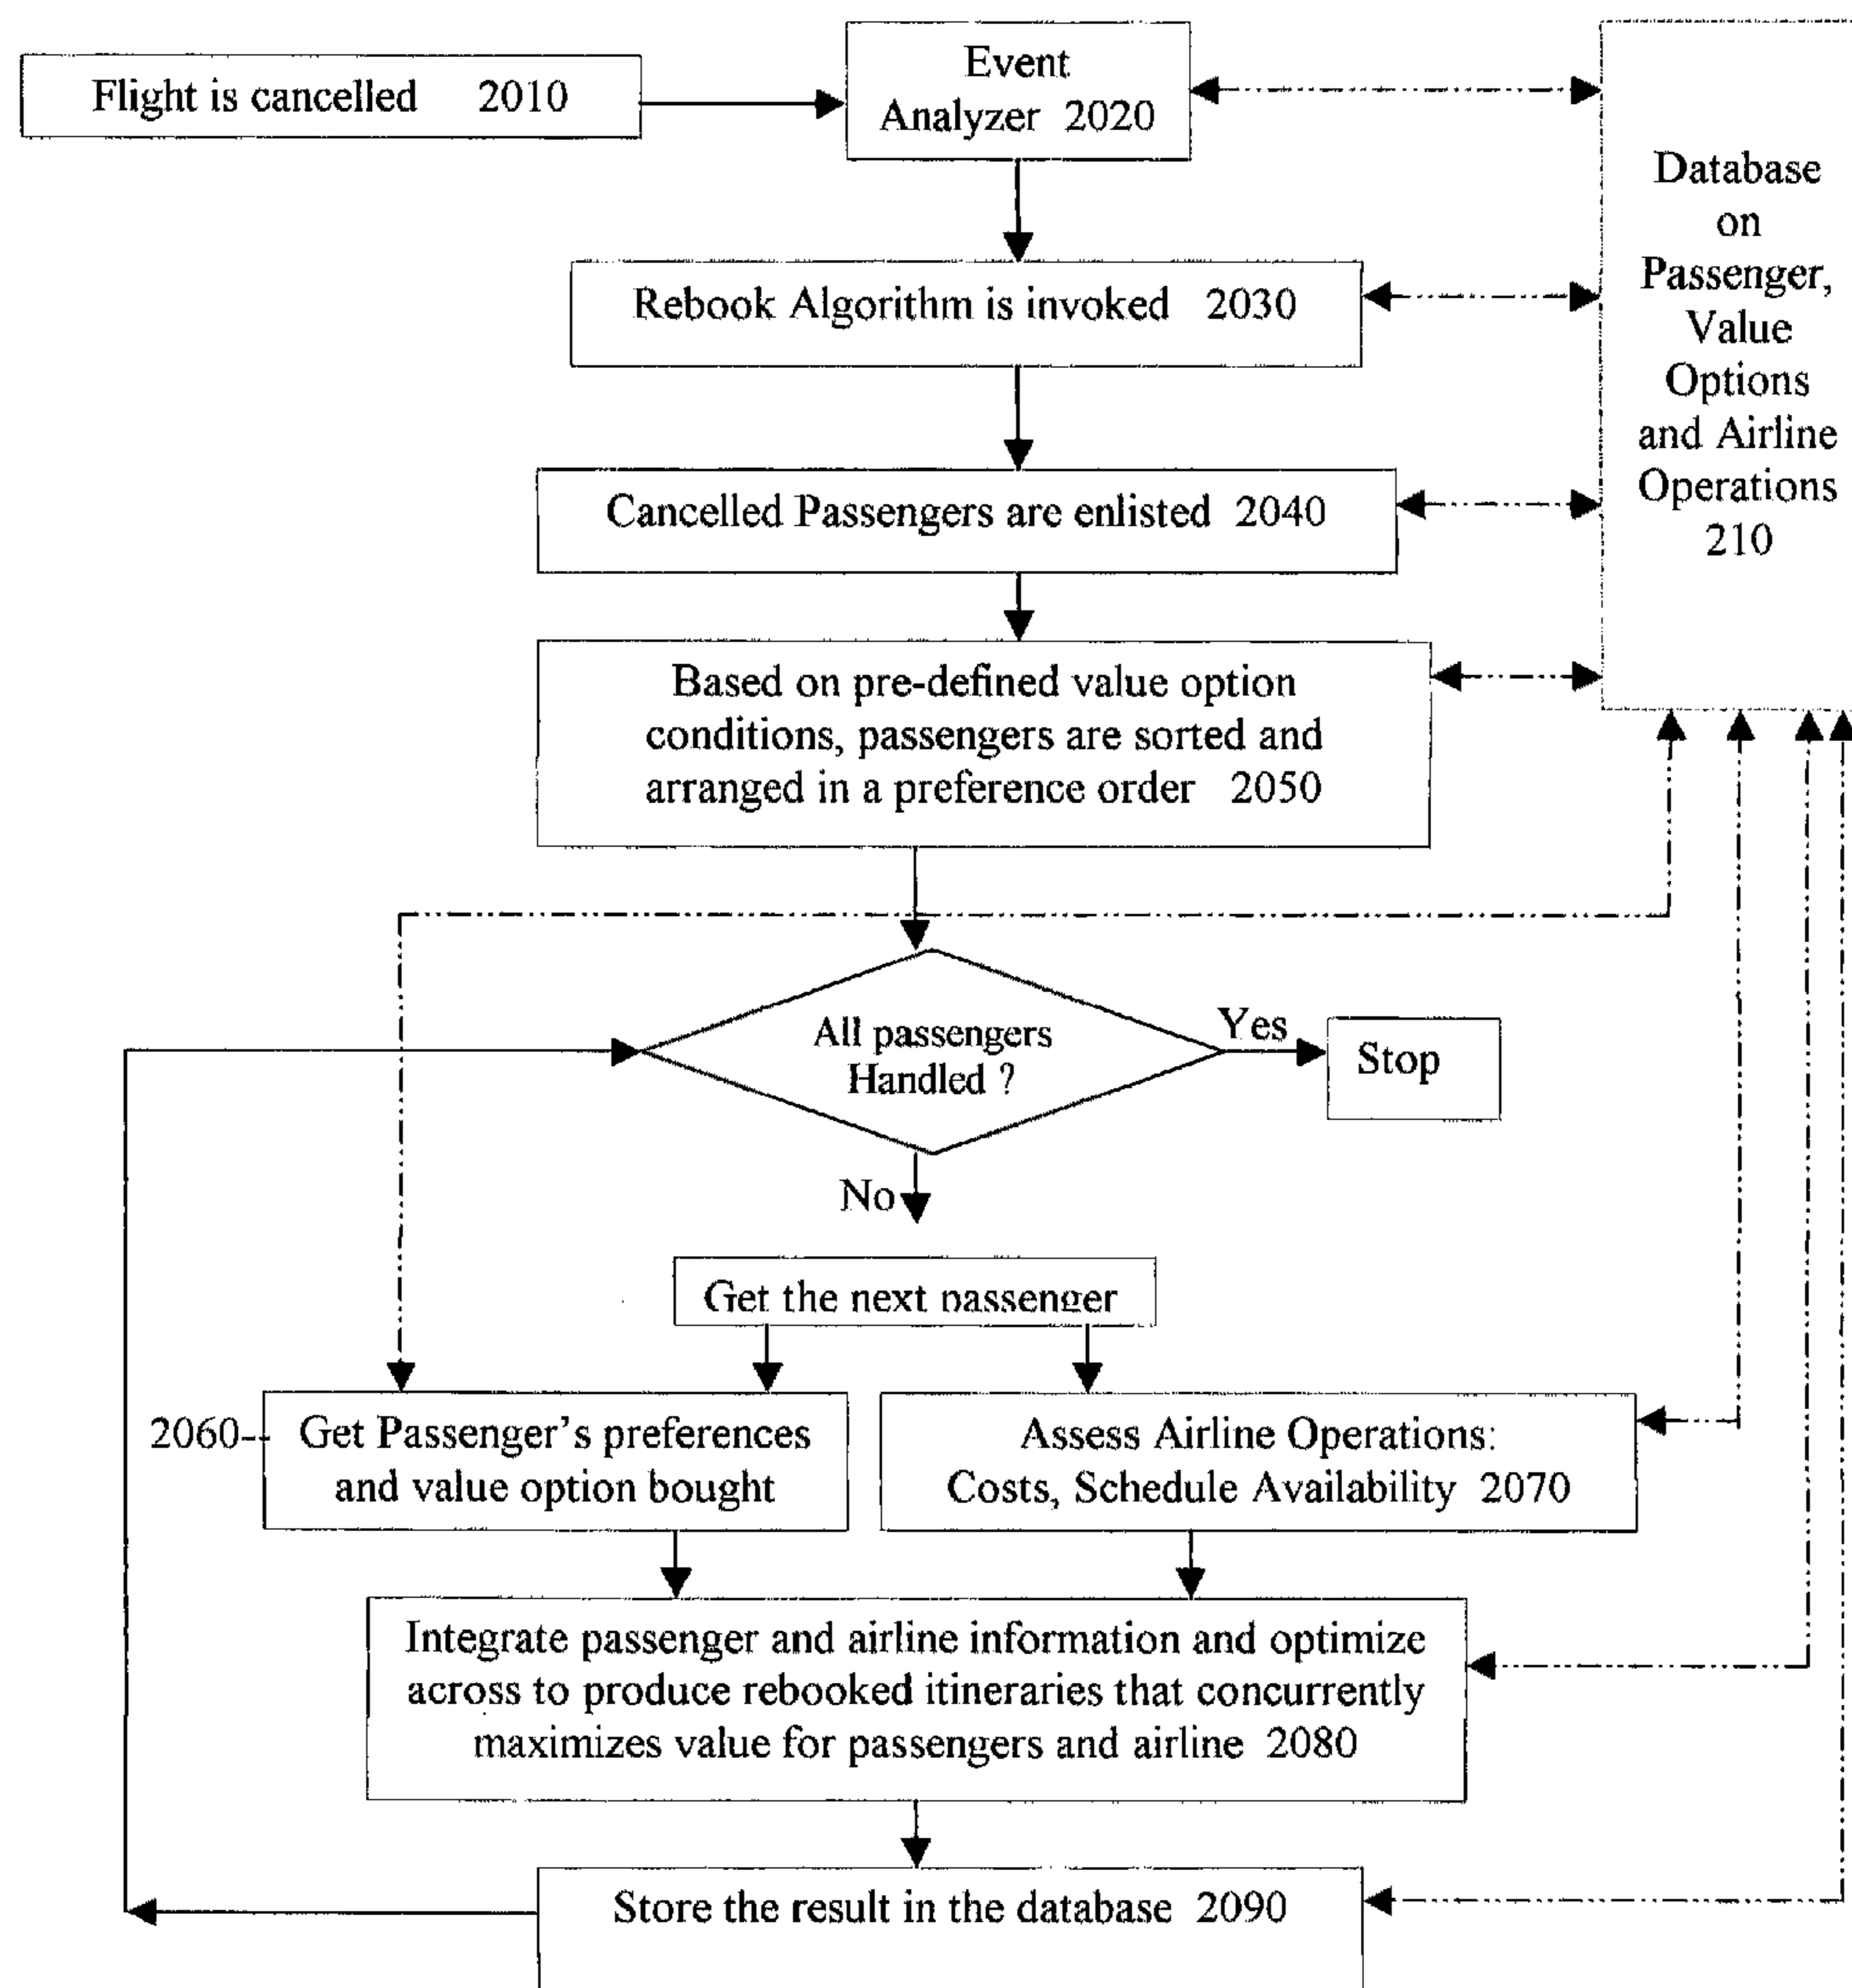 Flight is cancelled 2010
Event
Analyzer 2020
Database
on
Passenger,
Value
Options
and Airline
Operations
210
Rebook Algorithm is invoked 2030
Cancelled Passengers are enlisted 2040
Based on pre-defined value option
conditions, passengers are sorted and
arranged in a preference order 2050
All passengers
Handled ?
Yes
Stop
No
Get the next passenger
2060
Get Passenger's preferences
and value option bought
Assess Airline Operations:
Costs, Schedule Availability 2070
Integrate passenger and airline information and optimize
across to produce rebooked itineraries that concurrently
maximizes value for passengers and airline 2080
Store the result in the database 2090